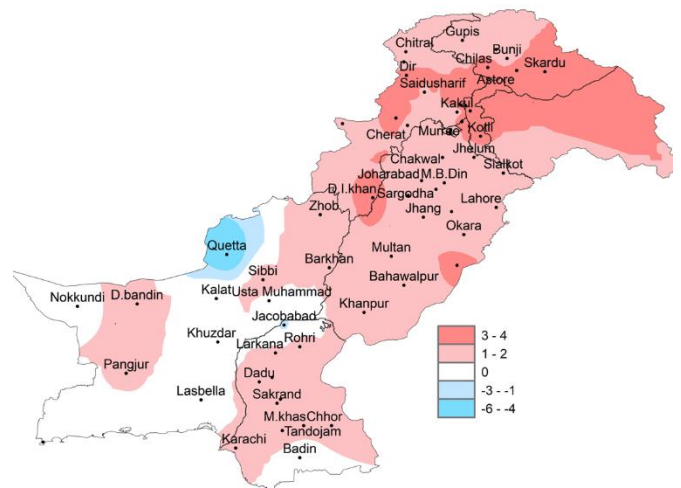 Gupis
Chitral
Bunji
Chilas
Skardu
Dir
Astore
Saidusharif
Kakul
Cherat
Murree
Kotli
Jhelum
Chakwal
Sialkot
Joharabad
M.B.Din
D.I.khan
Sargodha
Zhob
Lahore
Jhang
Okara
Quetta
Multan
Barkhan
Sibbi
Bahawalpur
Nokkundi
D.bandin
Kalat
Usta Muhammad
Khanpur
Jacobabad
Khuzdar
Rohri
Larkana
Pangjur
Dadu
Lasbella
Sakrand
M.khas
Chhor
Tandojam
Karachi
Badin
3 - 4
1 - 2
0
-3 - -1
-6 - -4